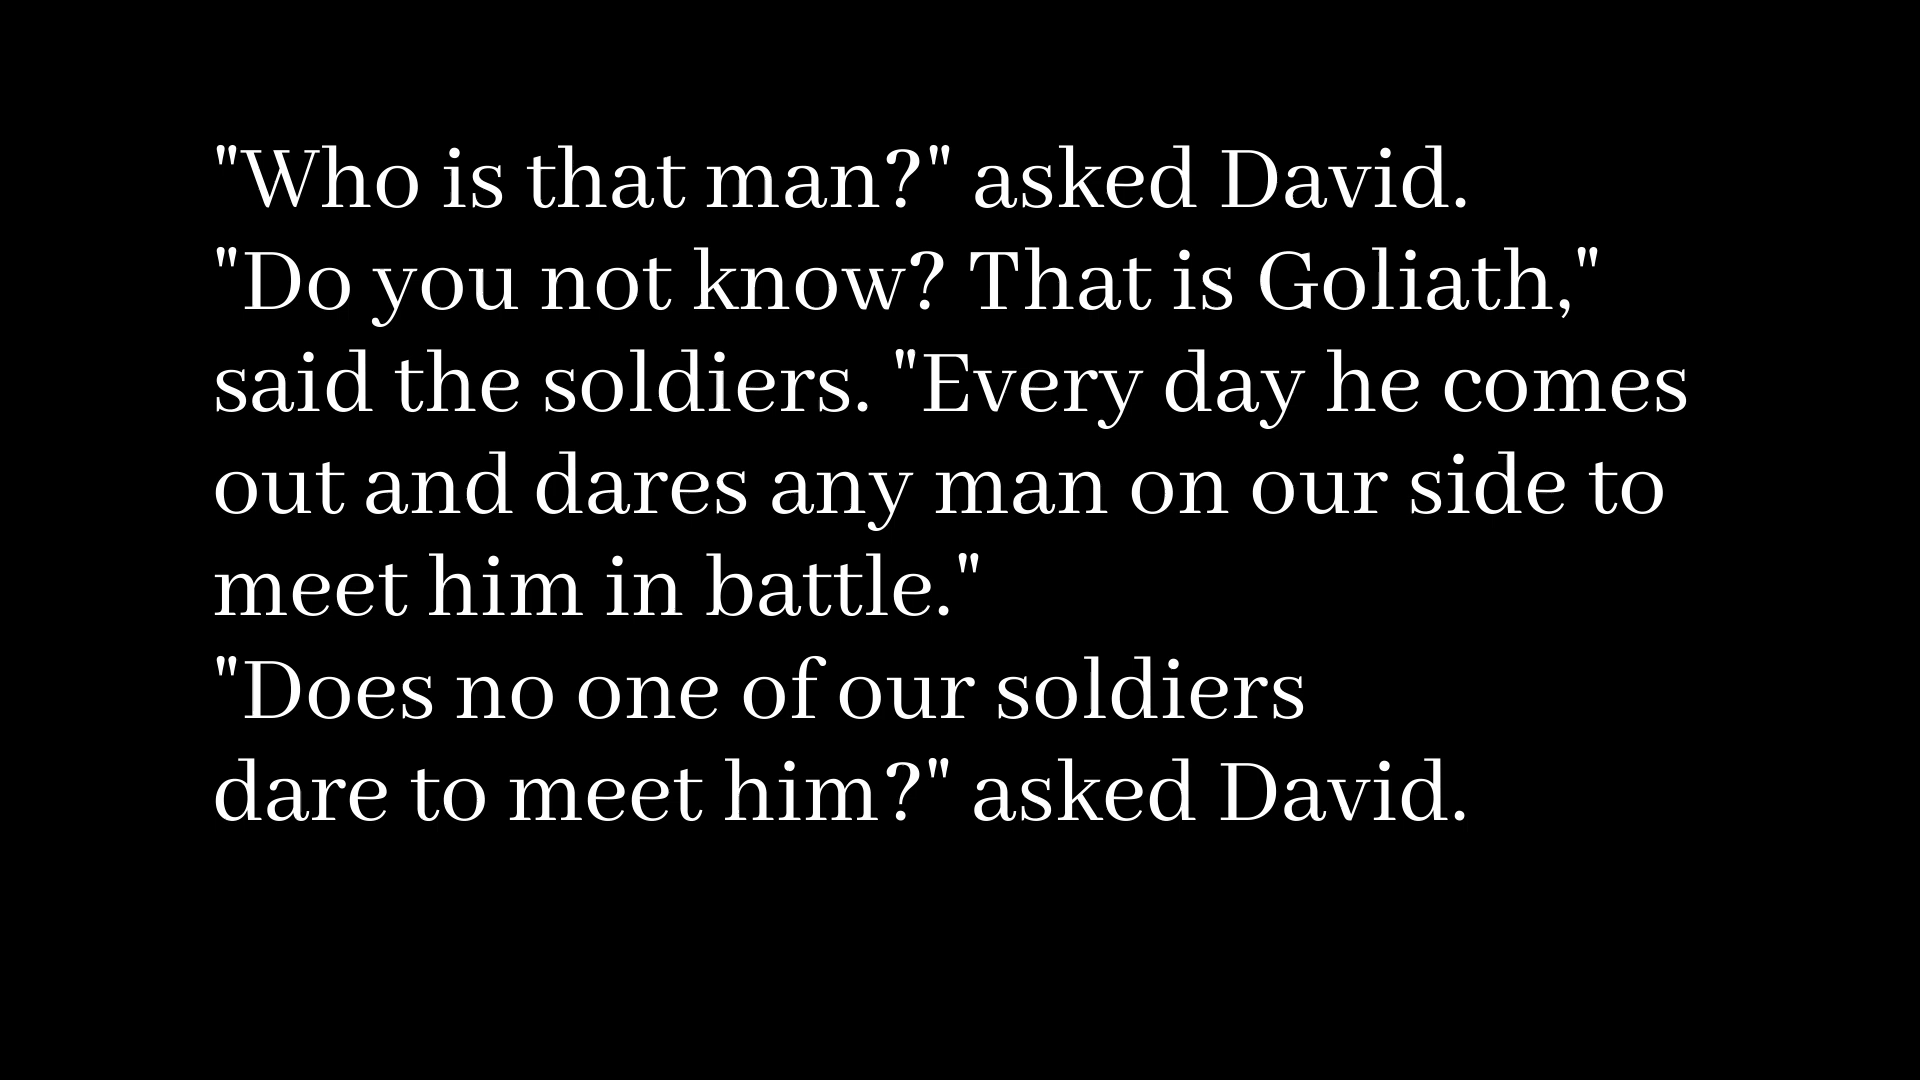 "Who is that man?" asked David.
"Do you not know? That is Goliath,"
said the soldiers. "Every day he comes
out and dares any man on our side to
meet him in battle."
"Does no one of our soldiers
dare to meet him?" asked David.